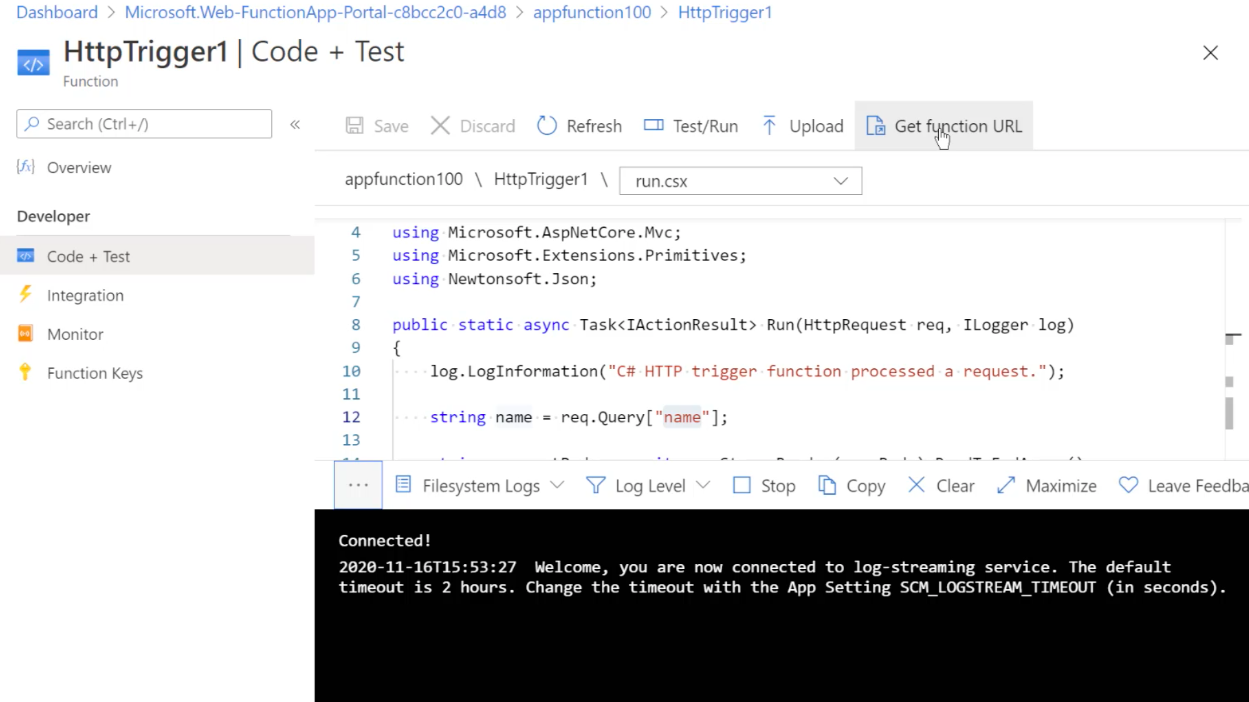 Dashboard > Microsoft.Web-FunctionApp-Portal-c8bcc2c0-a4d8 > appfunction100 > HttpTrigger1
HttpTrigger1 | Code + Test
Function
Search (Ctrl+/)
«
Save Discard Refresh Test/Run Upload Get function URL
Overview
Developer
Code + Test
Integration
Monitor
Function Keys
appfunction100 \ HttpTrigger1 \ run.csx
4 using Microsoft.AspNetCore.Mvc;
5 using Microsoft.Extensions.Primitives;
6 using Newtonsoft.Json;
7
8 public static async Task<IActionResult> Run(HttpRequest req, ILogger log)
9 {
10 log.LogInformation("C# HTTP trigger function processed a request.");
11
12 string name = req.Query["name"];
13
... Filesystem Logs Log Level Stop Copy Clear Maximize Leave Feedba
Connected!
2020-11-16T15:53:27 Welcome, you are now connected to log-streaming service. The default
timeout is 2 hours. Change the timeout with the App Setting SCM_LOGSTREAM_TIMEOUT (in seconds).